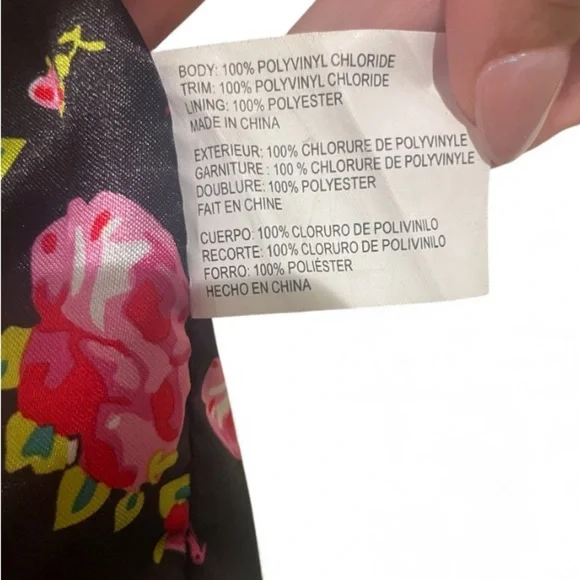 BODY: 100% POLYVINYL CHLORIDE
TRIM: 100% POLYVINYL CHLORIDE
LINING: 100% POLYESTER
MADE IN CHINA
EXTERIEUR: 100% CHLORURE DE POLYVINYLE
GARNITURE : 100 % CHLORURE DE POLYVINYLE
DOUBLURE: 100% POLYESTER
FAIT EN CHINE
CUERPO: 100% CLORURO DE POLIVINILO
RECORTE: 100% CLORURO DE POLIVINILO
FORRO: 100% POLIÉSTER
HECHO EN CHINA